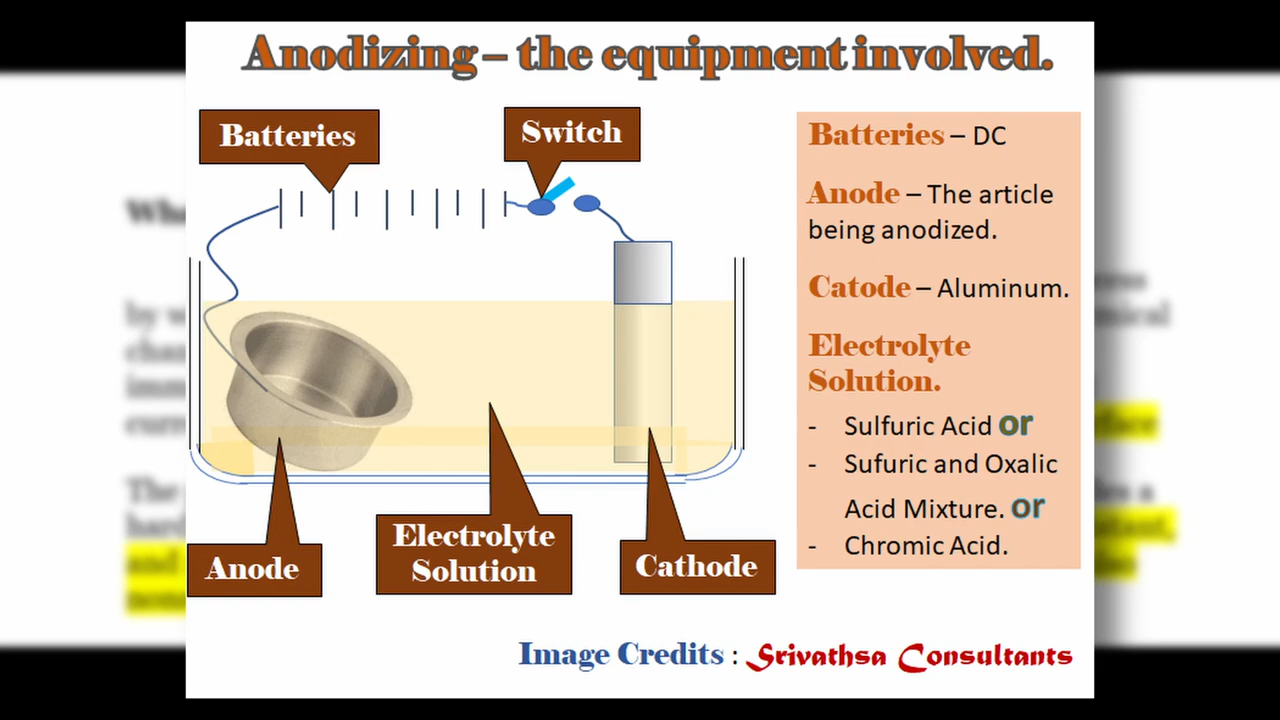 Anodizing – the equipment involved.
Batteries
Switch
Anode
Electrolyte
Solution
Cathode
Batteries – DC
Anode – The article
being anodized.
Catode – Aluminum.
Electrolyte
Solution.
- Sulfuric Acid or
- Sufuric and Oxalic
Acid Mixture. or
- Chromic Acid.
Image Credits : Srivathsa Consultants